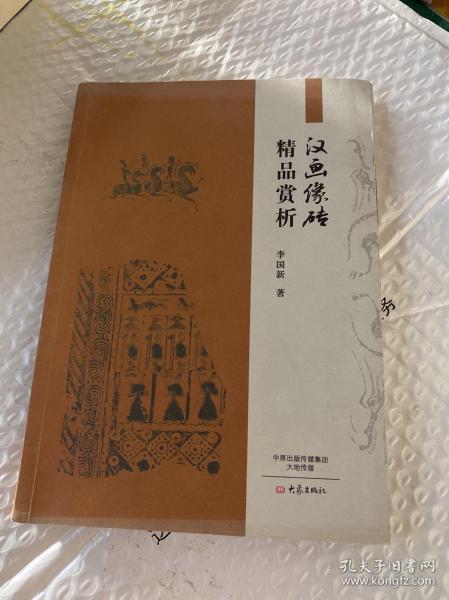 汉画像砖
精品赏析
李国新 著
中原出版传媒集团
大地传媒
大象出版社
孔夫子旧书网
www.kongfz.com